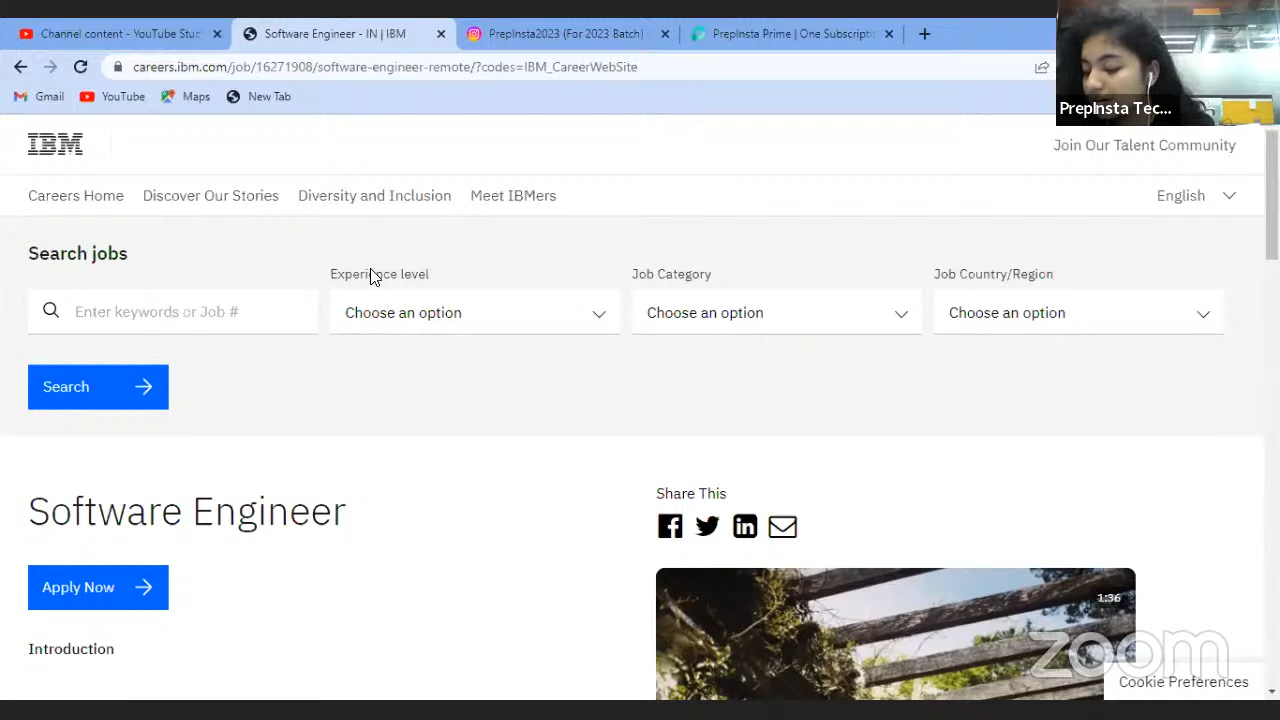 Channel content - YouTube Stud
Software Engineer - IN | IBM
PrepInsta2023 (For 2023 Batch)
PrepInsta Prime | One Subscripti
careers.ibm.com/job/16271908/software-engineer-remote/?codes=IBM_CareerWebSite
Gmail
YouTube
Maps
New Tab
PrepInsta Tec...
IBM
Join Our Talent Community
Careers Home
Discover Our Stories
Diversity and Inclusion
Meet IBMers
English
Search jobs
Experience level
Job Category
Job Country/Region
Enter keywords or Job #
Choose an option
Choose an option
Choose an option
Search
Software Engineer
Share This
Apply Now
1:36
Introduction
zoom
Cookie Preferences